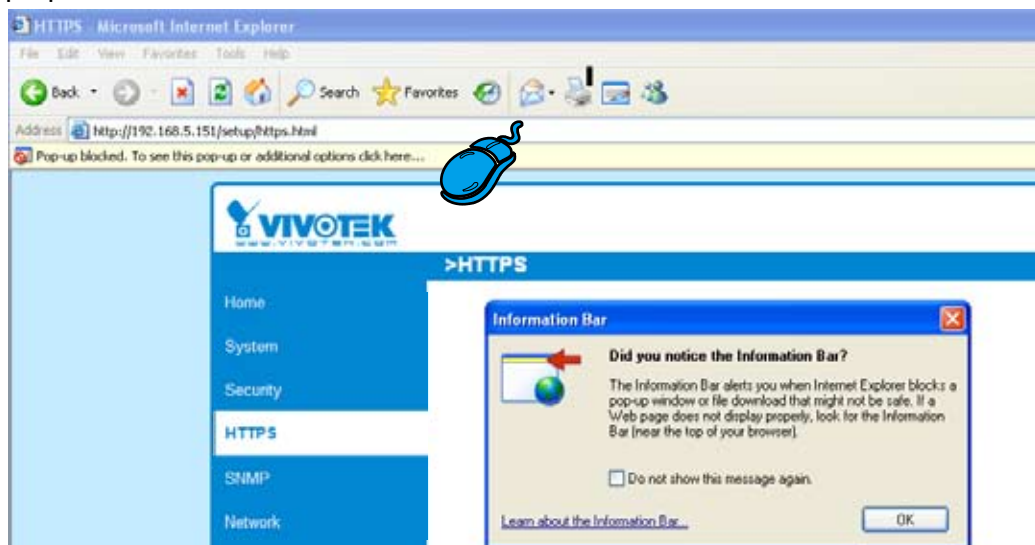 HTTPS - Microsoft Internet Explorer
File Edit View Favorites Tools Help
Back Search Favorites
Address http://192.168.5.151/setup/https.html
Pop-up blocked. To see this pop-up or additional options click here...
VIVOTEK
www.vivotek.com
>HTTPS
Home
System
Security
HTTPS
SNMP
Network
Information Bar
Did you notice the Information Bar?
The Information Bar alerts you when Internet Explorer blocks a
pop-up window or file download that might not be safe. If a
Web page does not display properly, look for the Information
Bar (near the top of your browser).
Do not show this message again.
Learn about the Information Bar...
OK